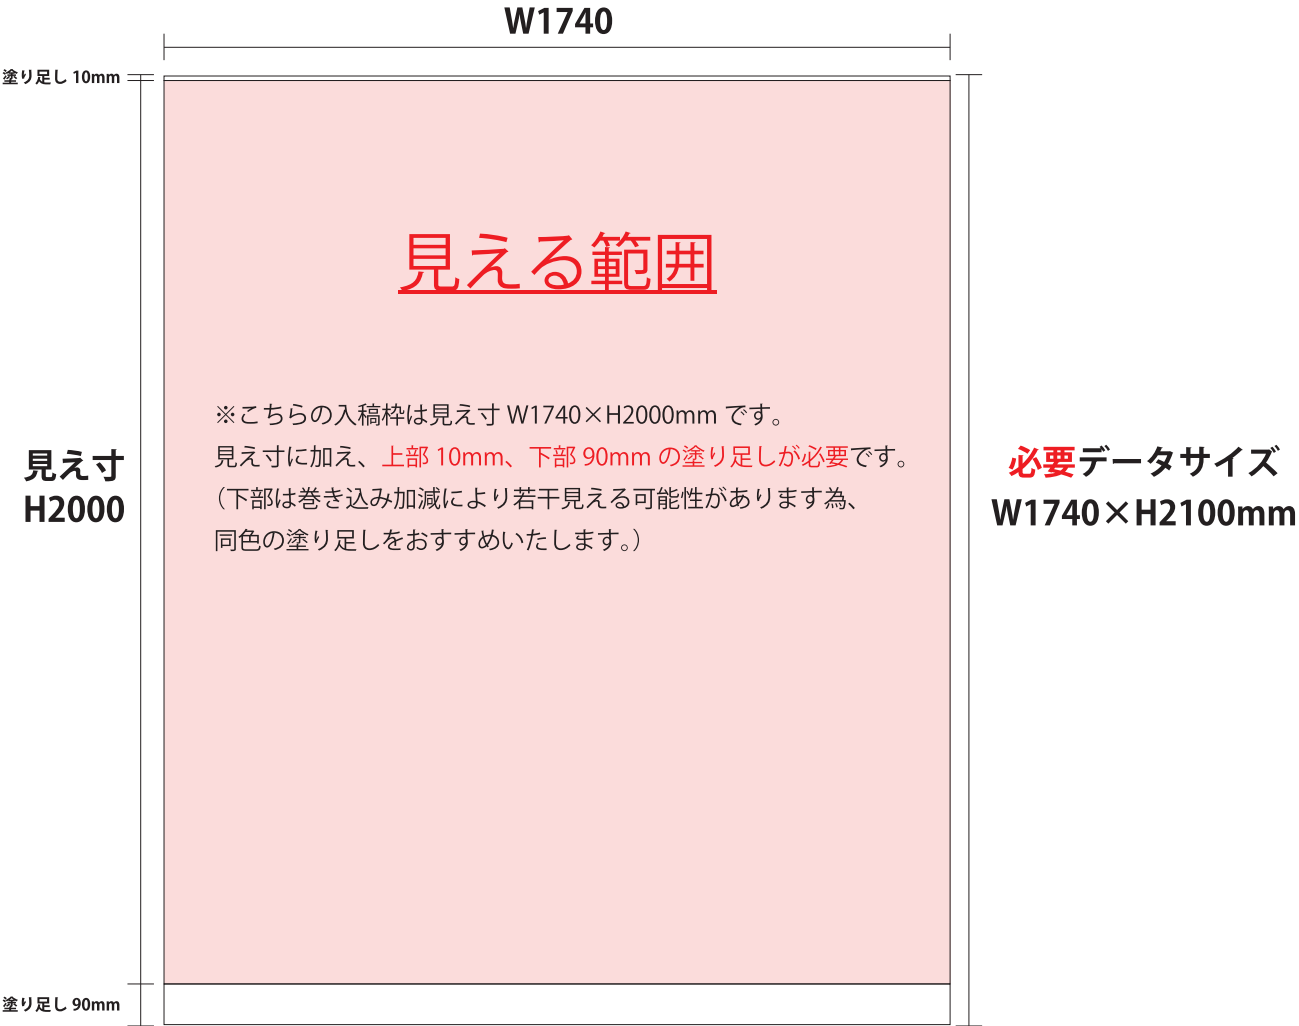 W1740
塗り足し 10mm
見える範囲
※こちらの入稿枠は見え寸 W1740×H2000mm です。
見え寸に加え、上部 10mm、下部 90mm の塗り足しが必要です。
（下部は巻き込み加減により若干見える可能性があります為、
同色の塗り足しをおすすめいたします。）
見え寸
H2000
必要データサイズ
W1740×H2100mm
塗り足し 90mm